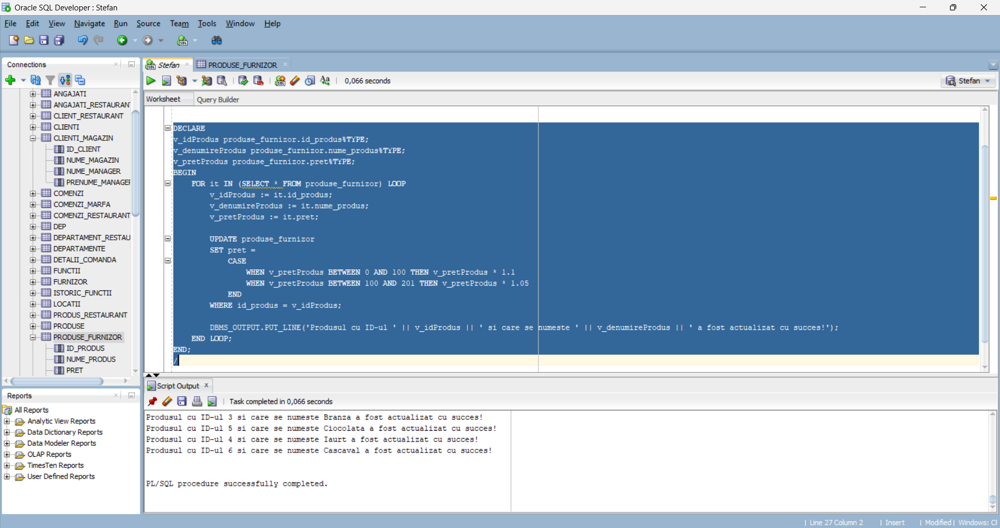 Oracle SQL Developer : Stefan
File Edit View Navigate Run Source Team Tools Window Help
Connections
Stefan
PRODUSE_FURNIZOR
0,066 seconds
Stefan
Worksheet
Query Builder
ANGAJATI
ANGAJATI_RESTAURAN
CLIENT_RESTAURANT
CLIENTI
CLIENTI_MAGAZIN
ID_CLIENT
NUME_MAGAZIN
NUME_MANAGER
PRENUME_MANAGER
COMENZI
COMENZI_MARFA
COMENZI_RESTAURANT
DEP
DEPARTAMENT_RESTAU
DEPARTAMENTE
DETALII_COMANDA
FUNCTII
FURNIZOR
ISTORIC_FUNCTII
LOCATII
PRODUS_RESTAURANT
PRODUSE
PRODUSE_FURNIZOR
ID_PRODUS
NUME_PRODUS
PRET
DECLARE
v_idProdus produse_furnizor.id_produs%TYPE;
v_denumireProdus produse_furnizor.nume_produs%TYPE;
v_pretProdus produse_furnizor.pret%TYPE;
BEGIN
FOR it IN (SELECT * FROM produse_furnizor) LOOP
v_idProdus := it.id_produs;
v_denumireProdus := it.nume_produs;
v_pretProdus := it.pret;
UPDATE produse_furnizor
SET pret =
CASE
WHEN v_pretProdus BETWEEN 0 AND 100 THEN v_pretProdus * 1.1
WHEN v_pretProdus BETWEEN 100 AND 201 THEN v_pretProdus * 1.05
END
WHERE id_produs = v_idProdus;
DBMS_OUTPUT.PUT_LINE('Produsul cu ID-ul ' || v_idProdus || ' si care se numeste ' || v_denumireProdus || ' a fost actualizat cu succes!');
END LOOP;
END;
/
Reports
All Reports
Analytic View Reports
Data Dictionary Reports
Data Modeler Reports
OLAP Reports
TimesTen Reports
User Defined Reports
Script Output
Task completed in 0,066 seconds
Produsul cu ID-ul 3 si care se numeste Branza a fost actualizat cu succes!
Produsul cu ID-ul 5 si care se numeste Ciocolata a fost actualizat cu succes!
Produsul cu ID-ul 4 si care se numeste Iaurt a fost actualizat cu succes!
Produsul cu ID-ul 6 si care se numeste Cascaval a fost actualizat cu succes!
PL/SQL procedure successfully completed.
| Line 27 Column 2 | Insert | Modified | Windows: CR